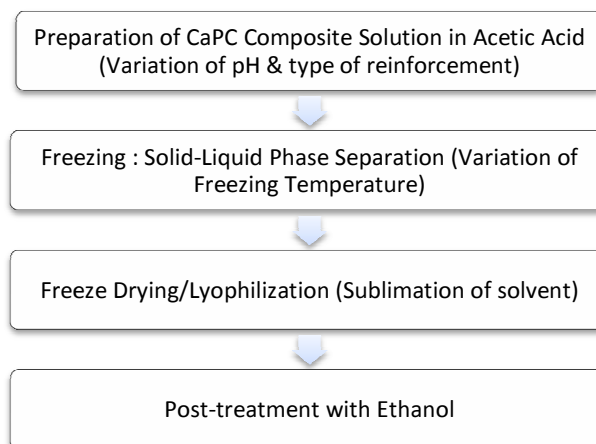 Preparation of CaPC Composite Solution in Acetic Acid
(Variation of pH & type of reinforcement)
Freezing : Solid-Liquid Phase Separation (Variation of
Freezing Temperature)
Freeze Drying/Lyophilization (Sublimation of solvent)
Post-treatment with Ethanol